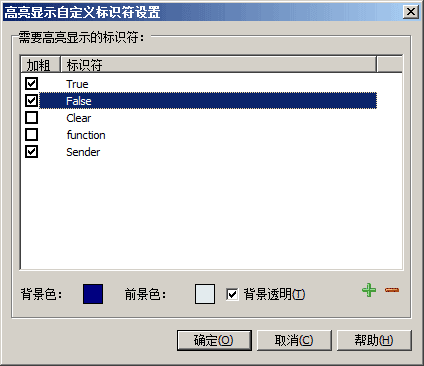 高亮显示自定义标识符设置
需要高亮显示的标识符：
加粗 标识符
True
False
Clear
function
Sender
背景色： 前景色： 背景透明(T)
确定(O) 取消(C) 帮助(H)